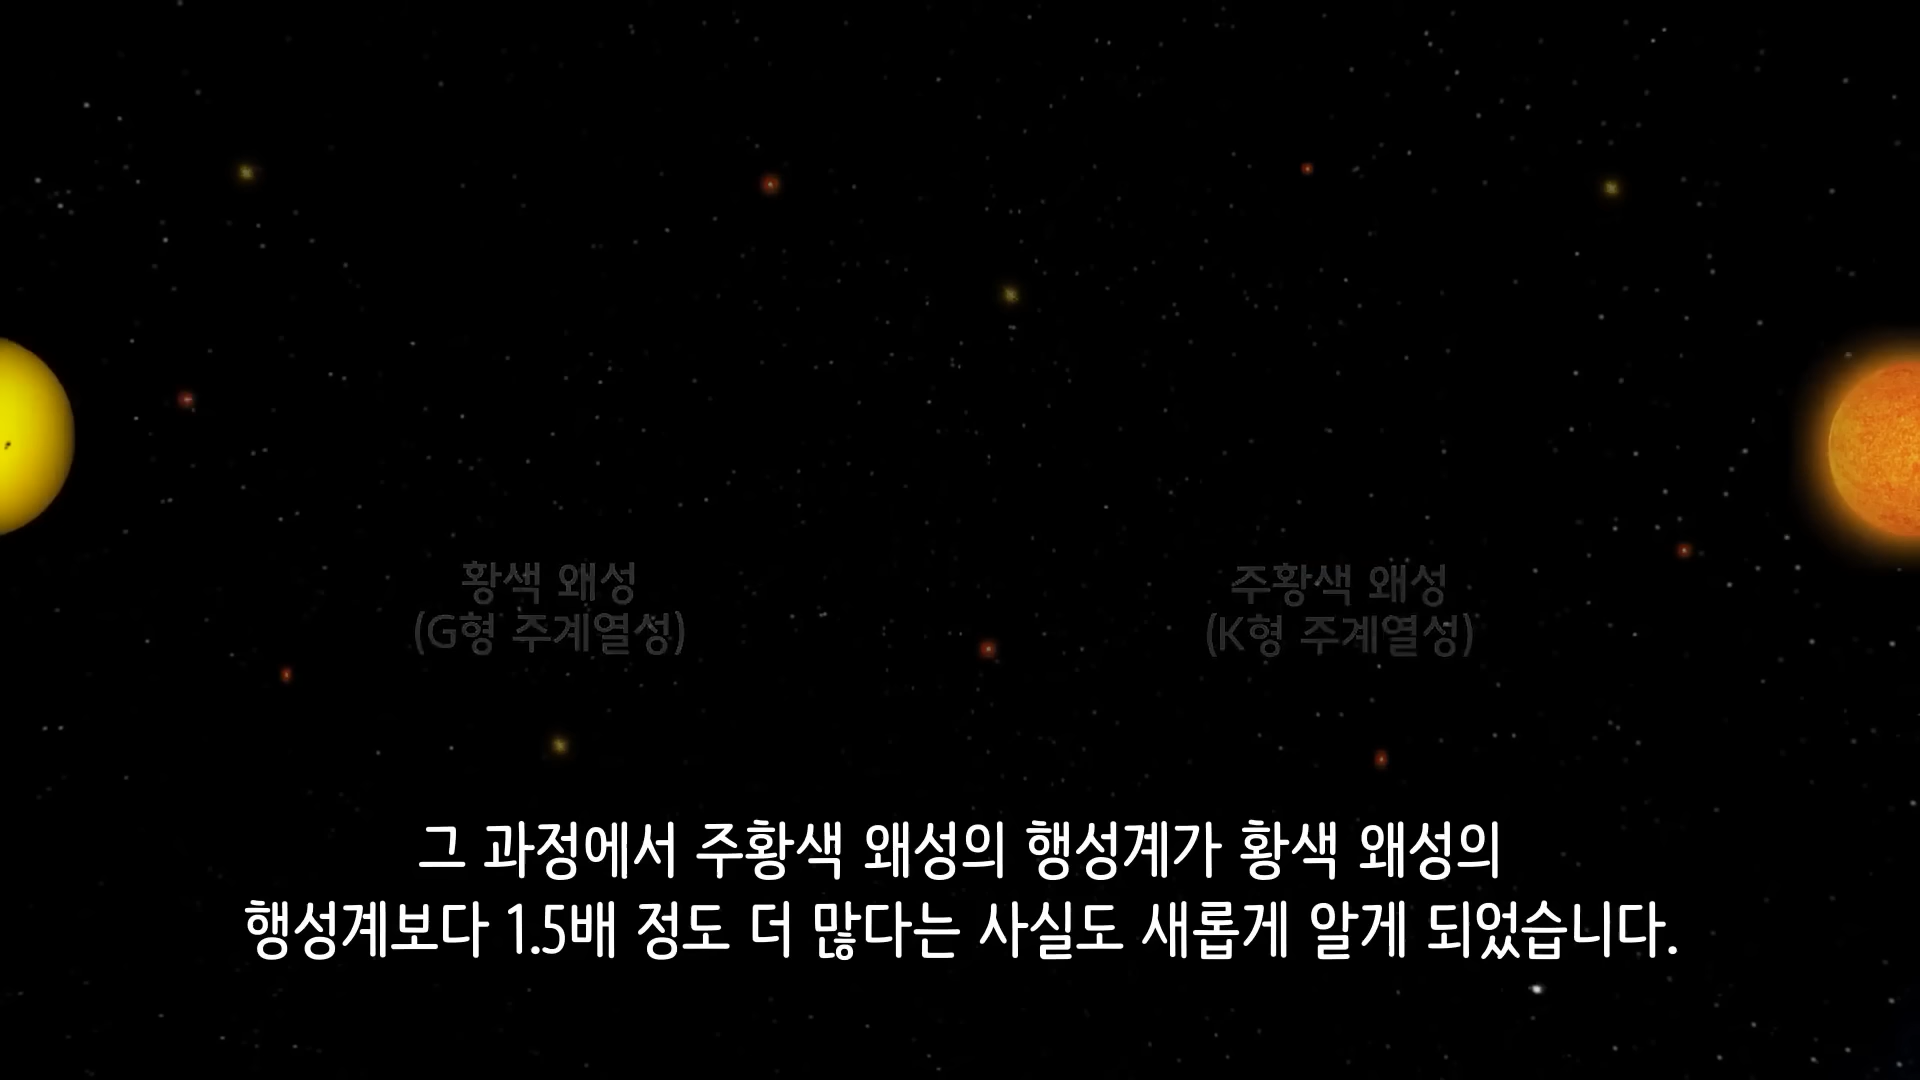 황색 왜성
(G형 주계열성)
주황색 왜성
(K형 주계열성)
그 과정에서 주황색 왜성의 행성계가 황색 왜성의
행성계보다 1.5배 정도 더 많다는 사실도 새롭게 알게 되었습니다.